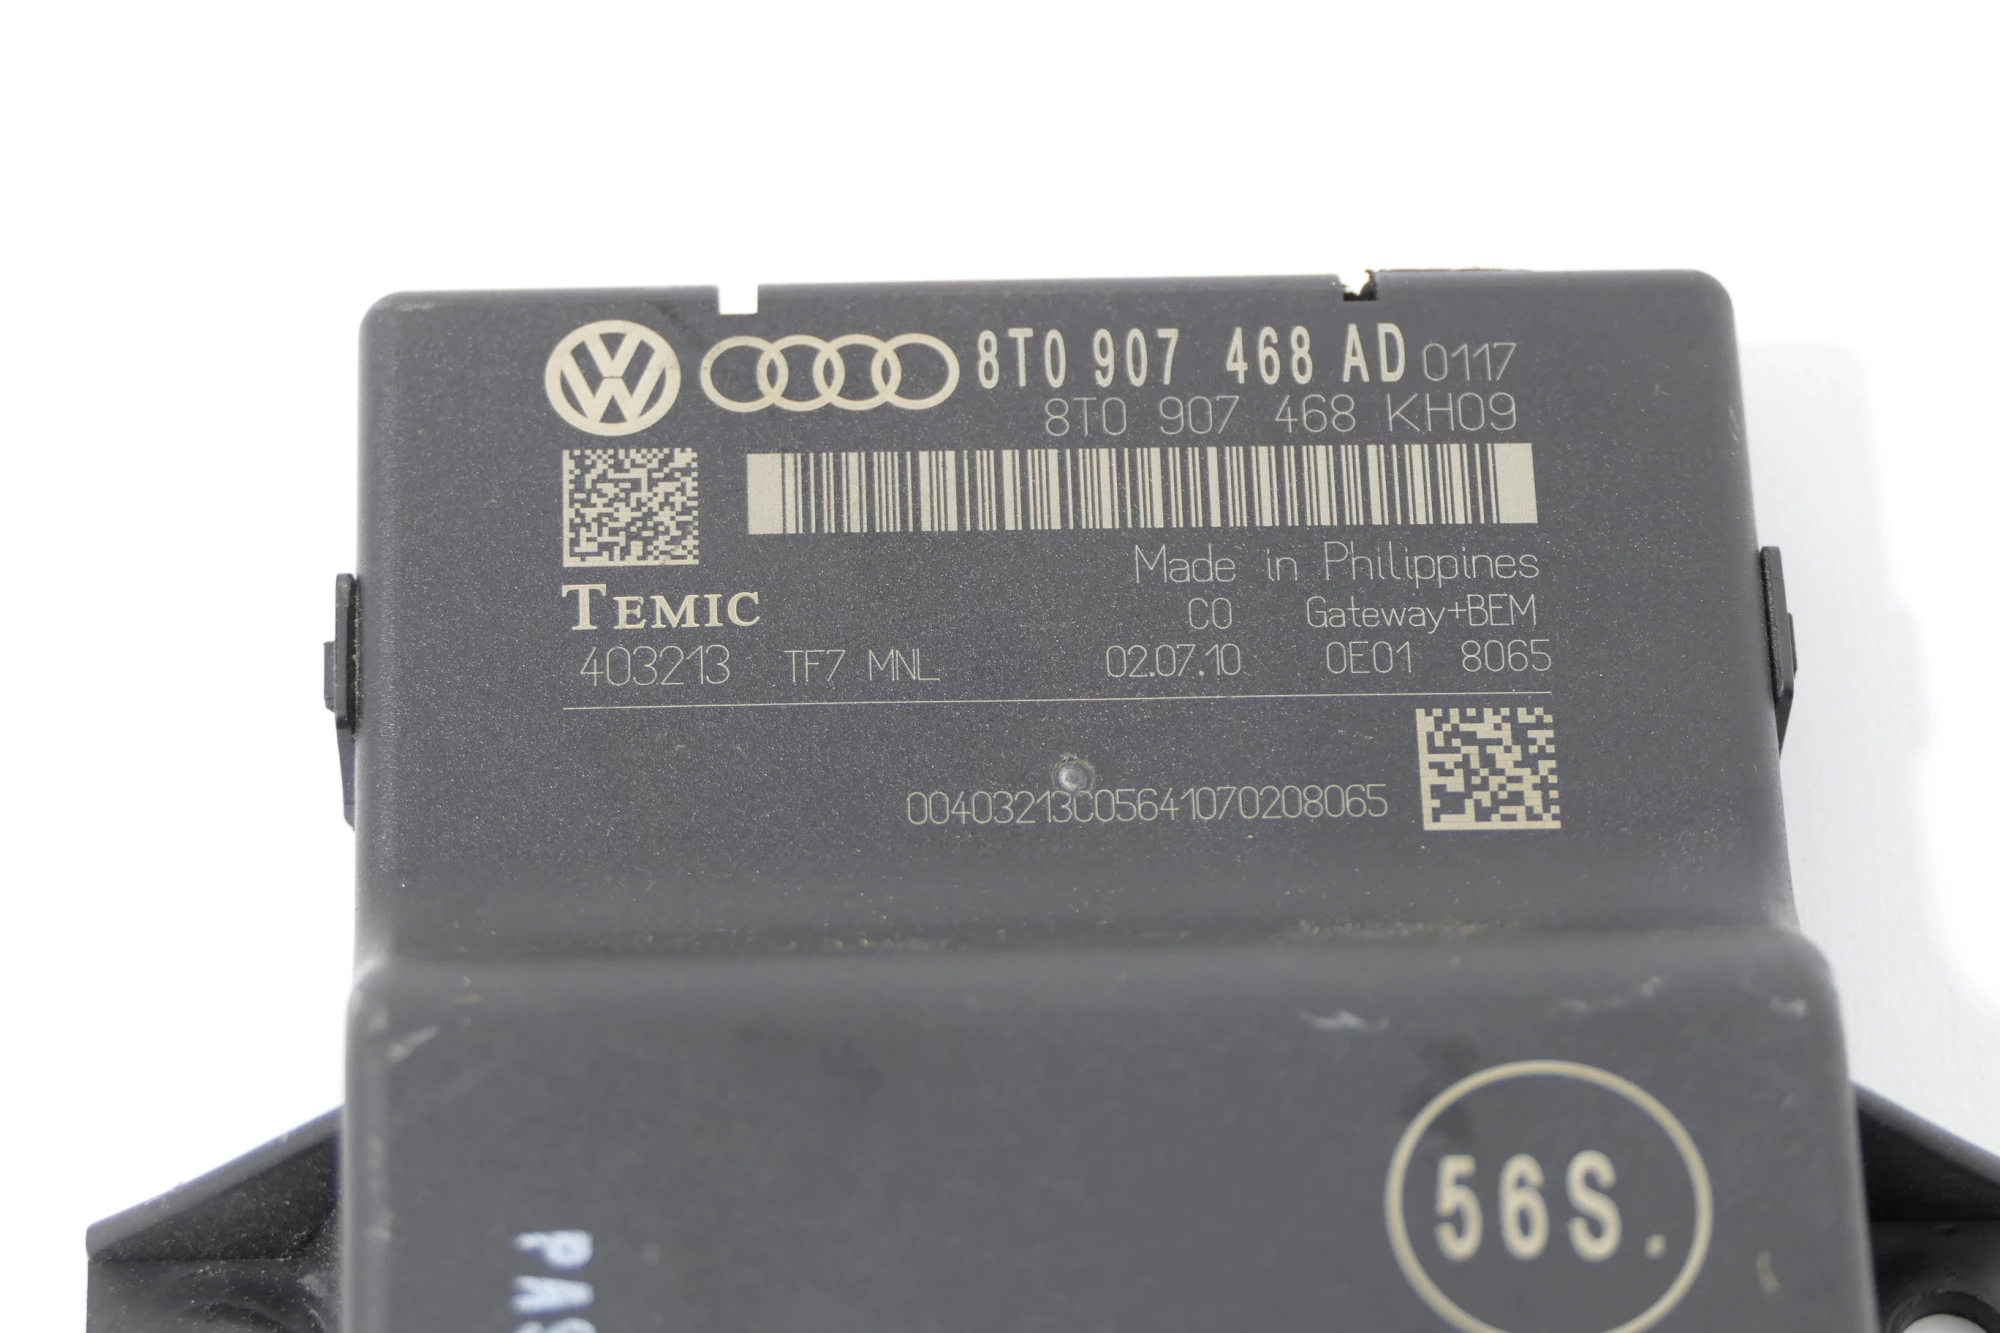 8T0 907 468 AD 0117
8T0 907 468 KH09
Made in Philippines
TEMIC C0 Gateway+BEM
403213 TF7 MNL 02.07.10 0E01 8065
00403213C05641070208065
56S.